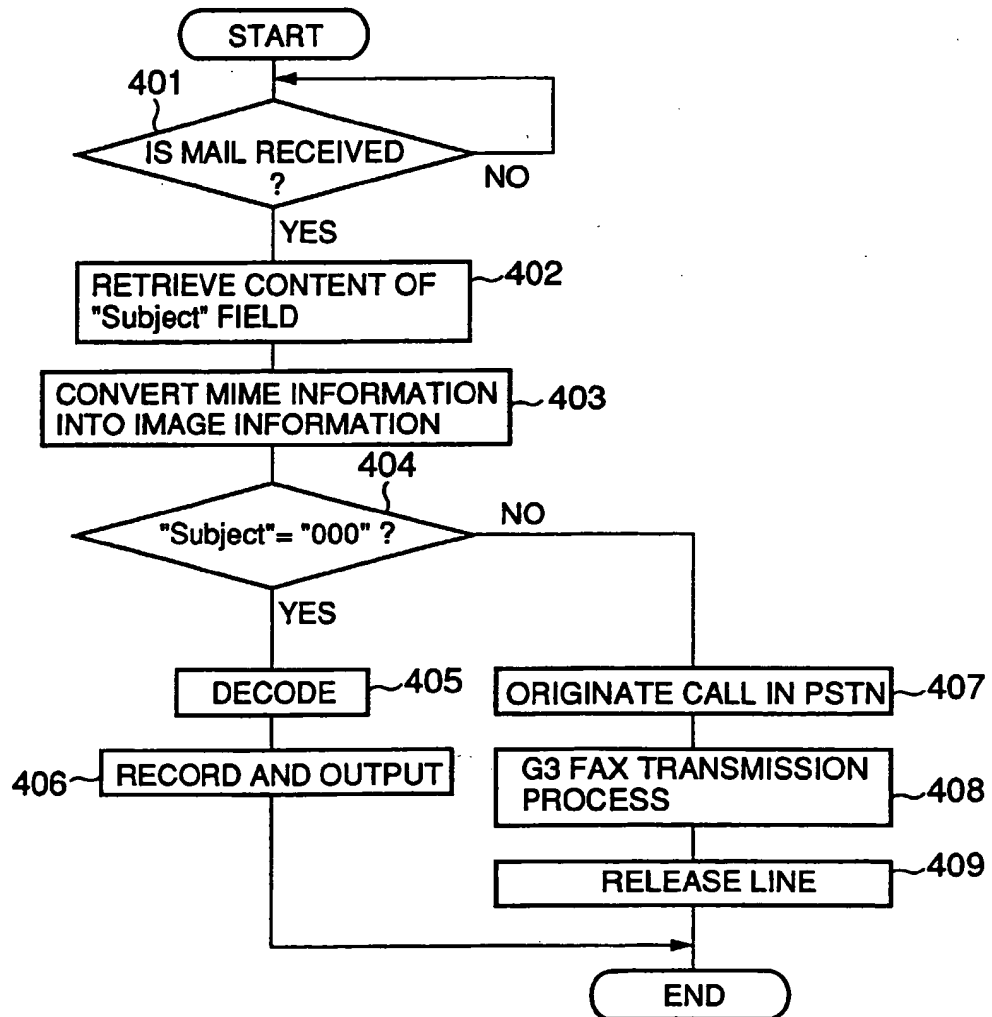 START
401
IS MAIL RECEIVED
?
NO
YES
RETRIEVE CONTENT OF
"Subject" FIELD
402
CONVERT MIME INFORMATION
INTO IMAGE INFORMATION
403
404
"Subject"= "000" ?
NO
YES
DECODE
405
406
RECORD AND OUTPUT
ORIGINATE CALL IN PSTN
407
G3 FAX TRANSMISSION
PROCESS
408
RELEASE LINE
409
END